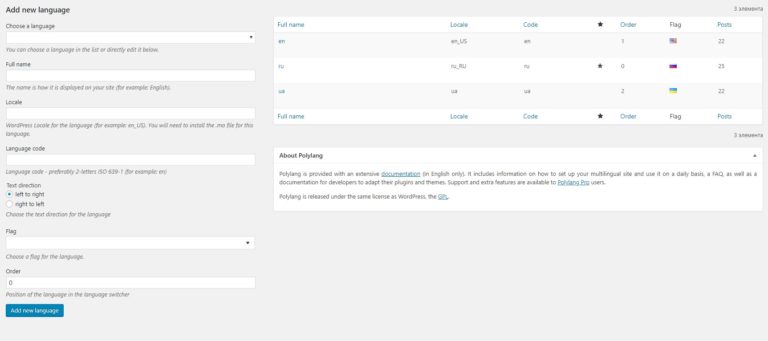 Add new language
Choose a language
You can choose a language in the list or directly edit it below.
Full name
The name is how it is displayed on your site (for example: English).
Locale
WordPress Locale for the language (for example: en_US). You will need to install the .mo file for this
language.
Language code
Language code - preferably 2-letters ISO 639-1 (for example: en)
Text direction
left to right
right to left
Choose the text direction for the language
Flag
Choose a flag for the language.
Order
0
Position of the language in the language switcher
Add new language
3 элемента
Full name Locale Code ★ Order Flag Posts
en en_US en 1 22
ru ru_RU ru ★ 0 25
ua ua ua 2 22
Full name Locale Code ★ Order Flag Posts
3 элемента
About Polylang
Polylang is provided with an extensive documentation (in English only). It includes information on how to set up your multilingual site and use it on a daily basis, a FAQ, as well as a
documentation for developers to adapt their plugins and themes. Support and extra features are available to Polylang Pro users.
Polylang is released under the same license as WordPress, the GPL.